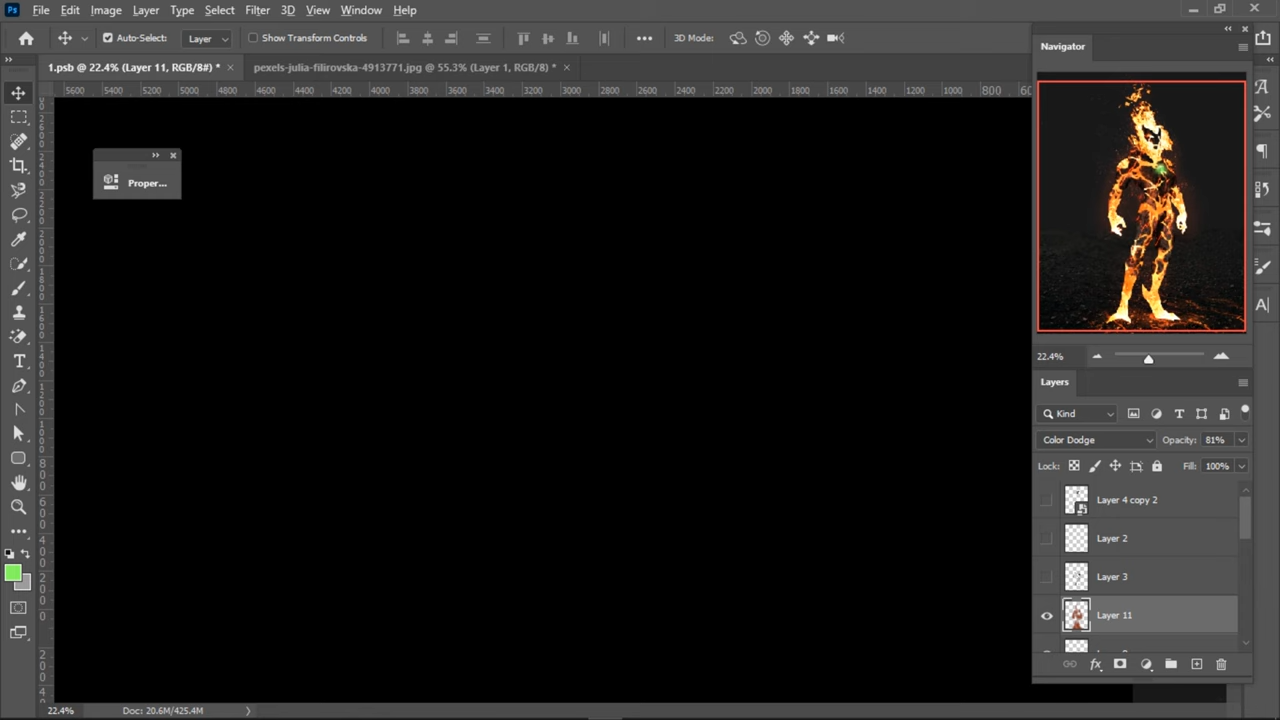 Ps File Edit Image Layer Type Select Filter 3D View Window Help
Auto-Select: Layer Show Transform Controls 3D Mode:
1.psb @ 22.4% (Layer 11, RGB/8#) * × pexels-julia-filirovska-4913771.jpg @ 55.3% (Layer 1, RGB/8) * ×
5600 5400 5200 5000 4800 4600 4400 4200 4000 3800 3600 3400 3200 3000 2800 2600 2400 2200 2000 1800 1600 1400 1200 1000 800
Proper...
Navigator
22.4%
Layers
Kind
Color Dodge Opacity: 81%
Lock: Fill: 100%
Layer 4 copy 2
Layer 2
Layer 3
Layer 11
22.4% Doc: 20.6M/425.4M